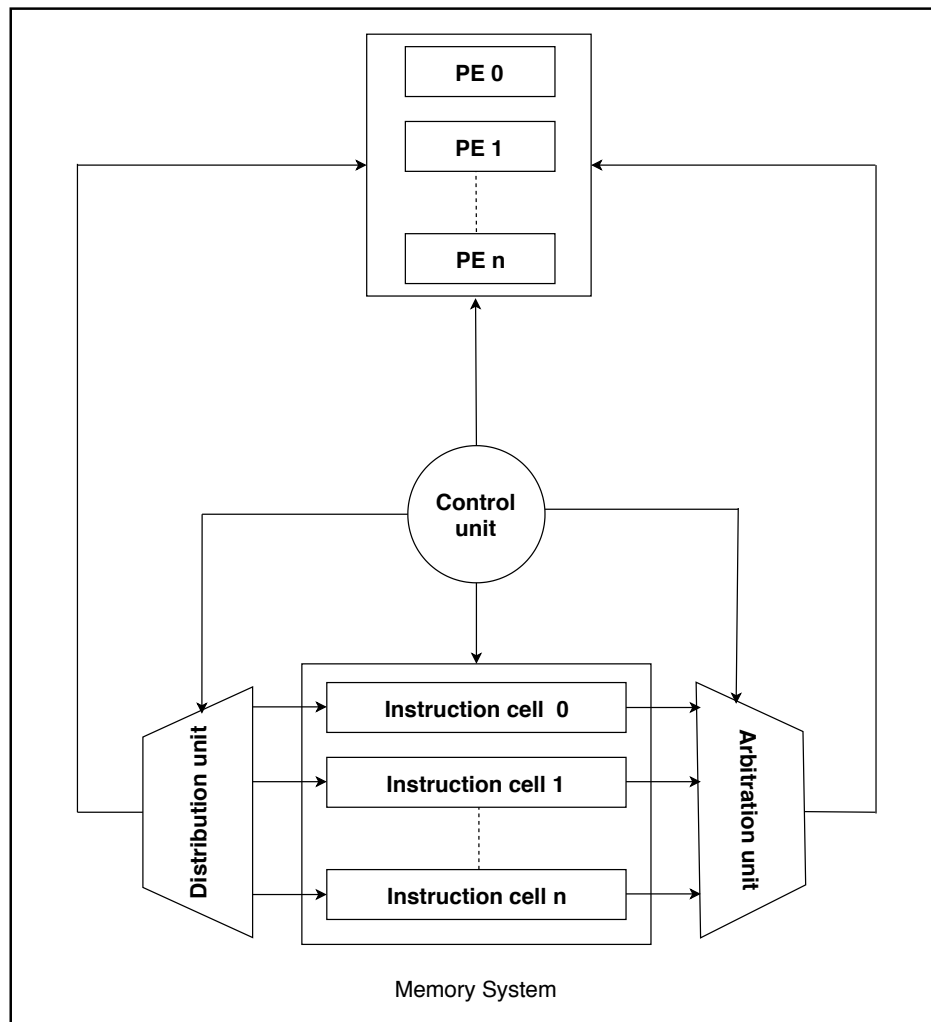 PE 0
PE 1
PE n
Control
unit
Distribution unit
Instruction cell  0
Instruction cell 1
Instruction cell n
Arbitration unit
Memory System